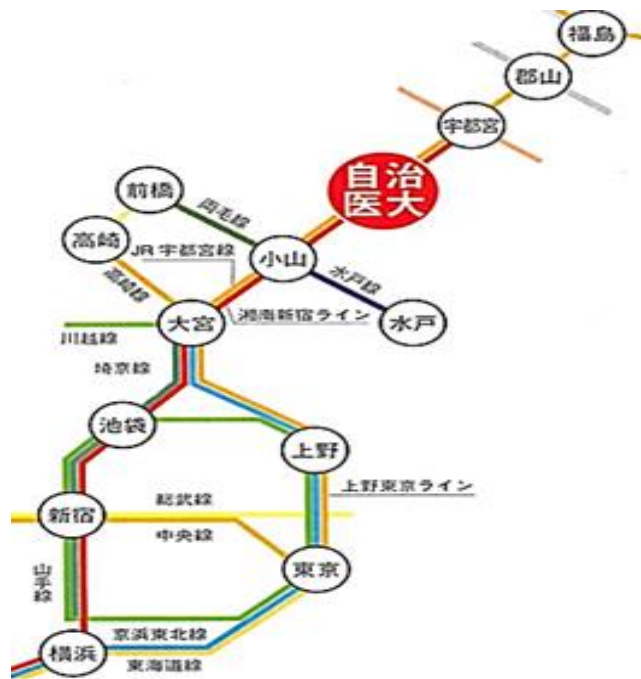 福島
郡山
宇都宮
自治
医大
前橋
両毛線
高崎
小山
JR宇都宮線
水戸線
高崎線
湘南新宿ライン
大宮
水戸
川越線
埼京線
池袋
上野
上野東京ライン
総武線
新宿
中央線
山手線
東京
京浜東北線
横浜
東海道線